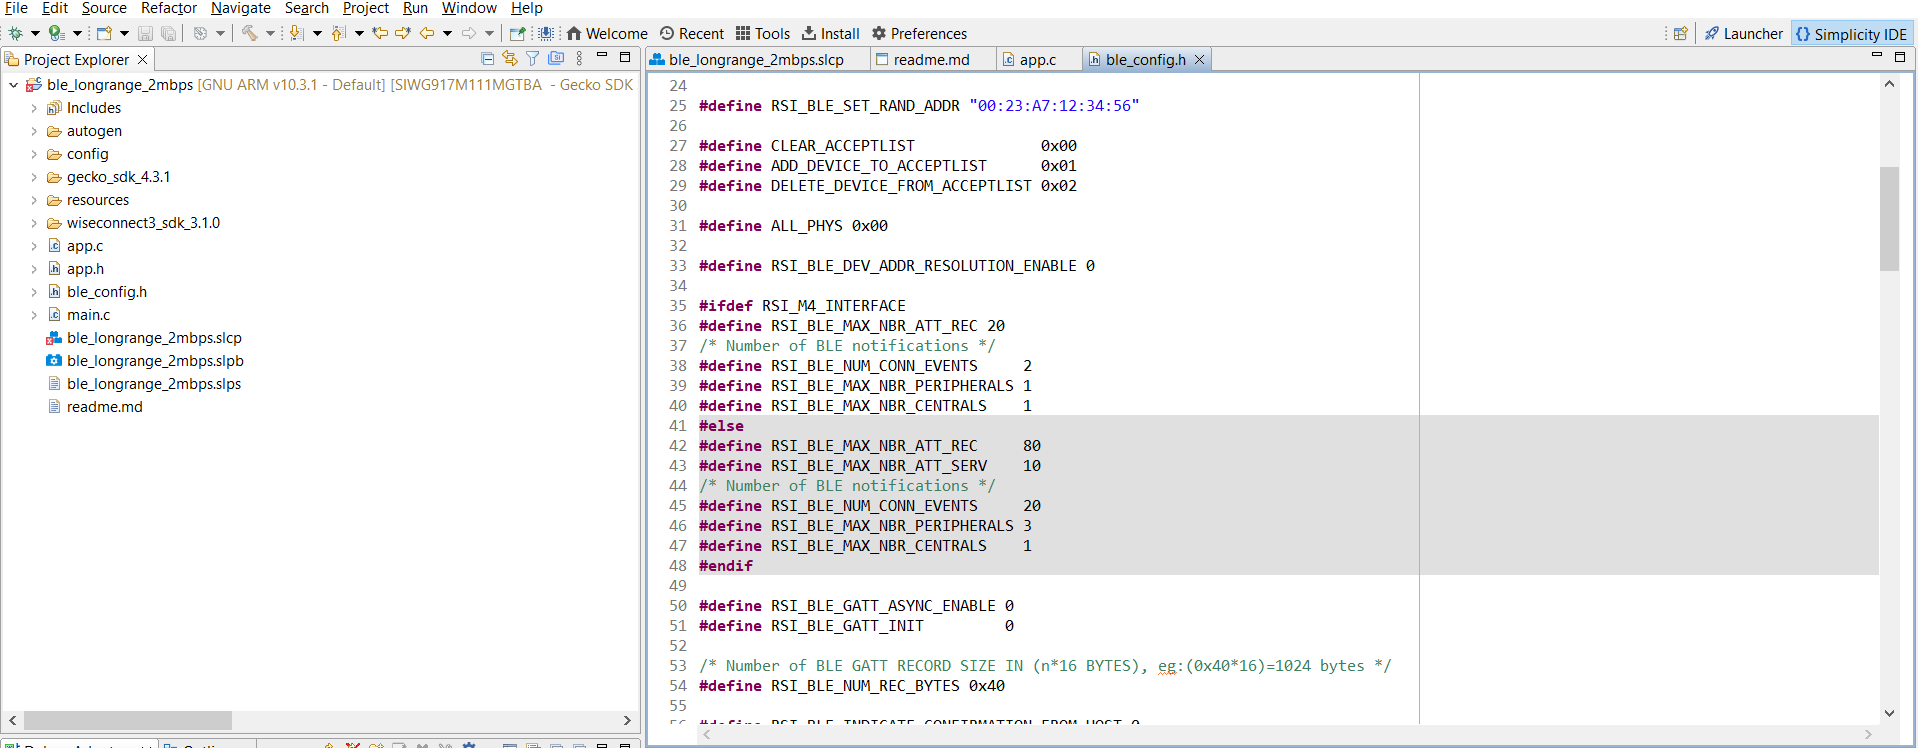 File Edit Source Refactor Navigate Search Project Run Window Help
Welcome Recent Tools Install Preferences Launcher Simplicity IDE
Project Explorer
ble_longrange_2mbps [GNU ARM v10.3.1 - Default] [SIWG917M111MGTBA - Gecko SDK
Includes
autogen
config
gecko_sdk_4.3.1
resources
wiseconnect3_sdk_3.1.0
app.c
app.h
ble_config.h
main.c
ble_longrange_2mbps.slcp
ble_longrange_2mbps.slpb
ble_longrange_2mbps.slps
readme.md
ble_longrange_2mbps.slcp readme.md app.c ble_config.h
24
25 #define RSI_BLE_SET_RAND_ADDR "00:23:A7:12:34:56"
26
27 #define CLEAR_ACCEPTLIST 0x00
28 #define ADD_DEVICE_TO_ACCEPTLIST 0x01
29 #define DELETE_DEVICE_FROM_ACCEPTLIST 0x02
30
31 #define ALL_PHYS 0x00
32
33 #define RSI_BLE_DEV_ADDR_RESOLUTION_ENABLE 0
34
35 #ifdef RSI_M4_INTERFACE
36 #define RSI_BLE_MAX_NBR_ATT_REC 20
37 /* Number of BLE notifications */
38 #define RSI_BLE_NUM_CONN_EVENTS 2
39 #define RSI_BLE_MAX_NBR_PERIPHERALS 1
40 #define RSI_BLE_MAX_NBR_CENTRALS 1
41 #else
42 #define RSI_BLE_MAX_NBR_ATT_REC 80
43 #define RSI_BLE_MAX_NBR_ATT_SERV 10
44 /* Number of BLE notifications */
45 #define RSI_BLE_NUM_CONN_EVENTS 20
46 #define RSI_BLE_MAX_NBR_PERIPHERALS 3
47 #define RSI_BLE_MAX_NBR_CENTRALS 1
48 #endif
49
50 #define RSI_BLE_GATT_ASYNC_ENABLE 0
51 #define RSI_BLE_GATT_INIT 0
52
53 /* Number of BLE GATT RECORD SIZE IN (n*16 BYTES), eg:(0x40*16)=1024 bytes */
54 #define RSI_BLE_NUM_REC_BYTES 0x40
55
56 #define RSI_BLE_INDICATE_CONFIRMATION_FROM_HOST 0